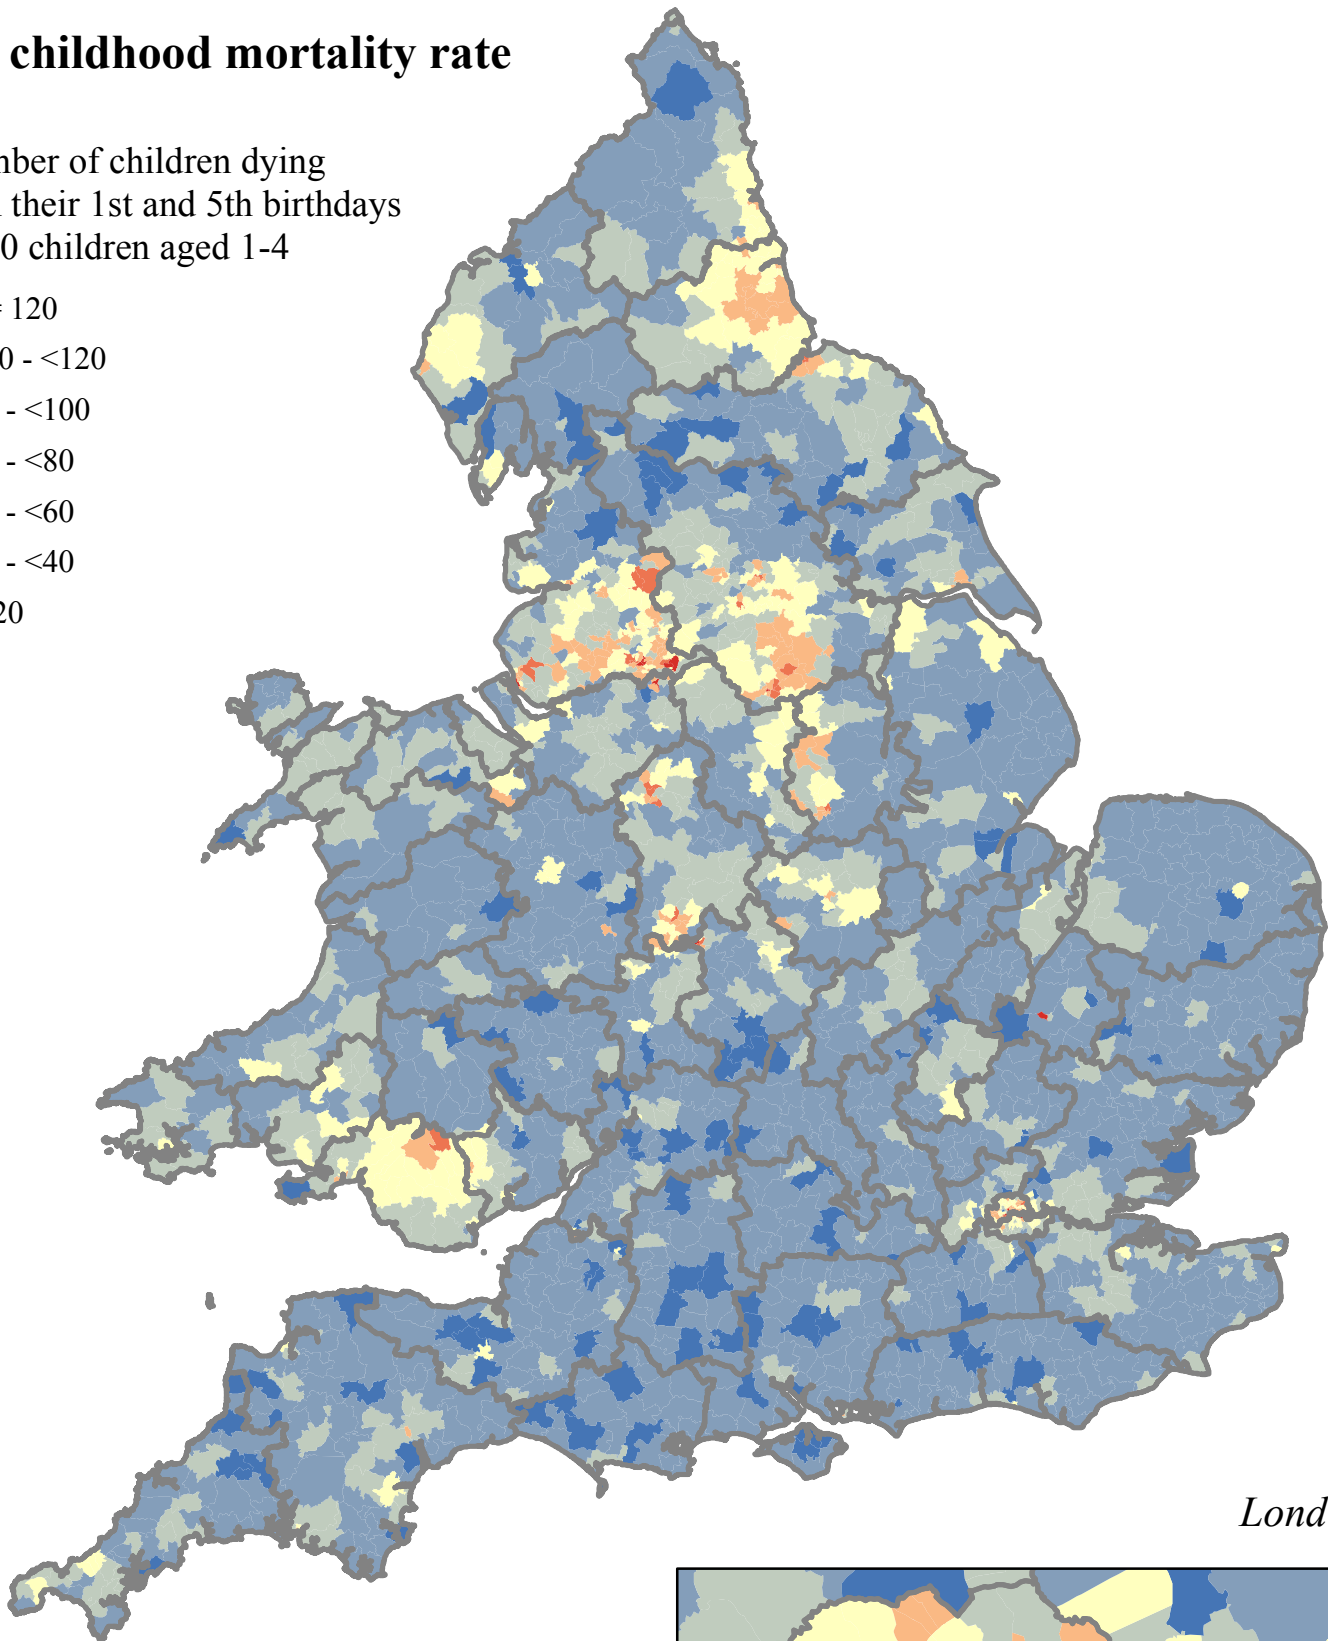 childhood mortality rate
mber of children dying
their 1st and 5th birthdays
0 children aged 1-4
= 120
0 - <120
- <100
- <80
- <60
- <40
20
Lond